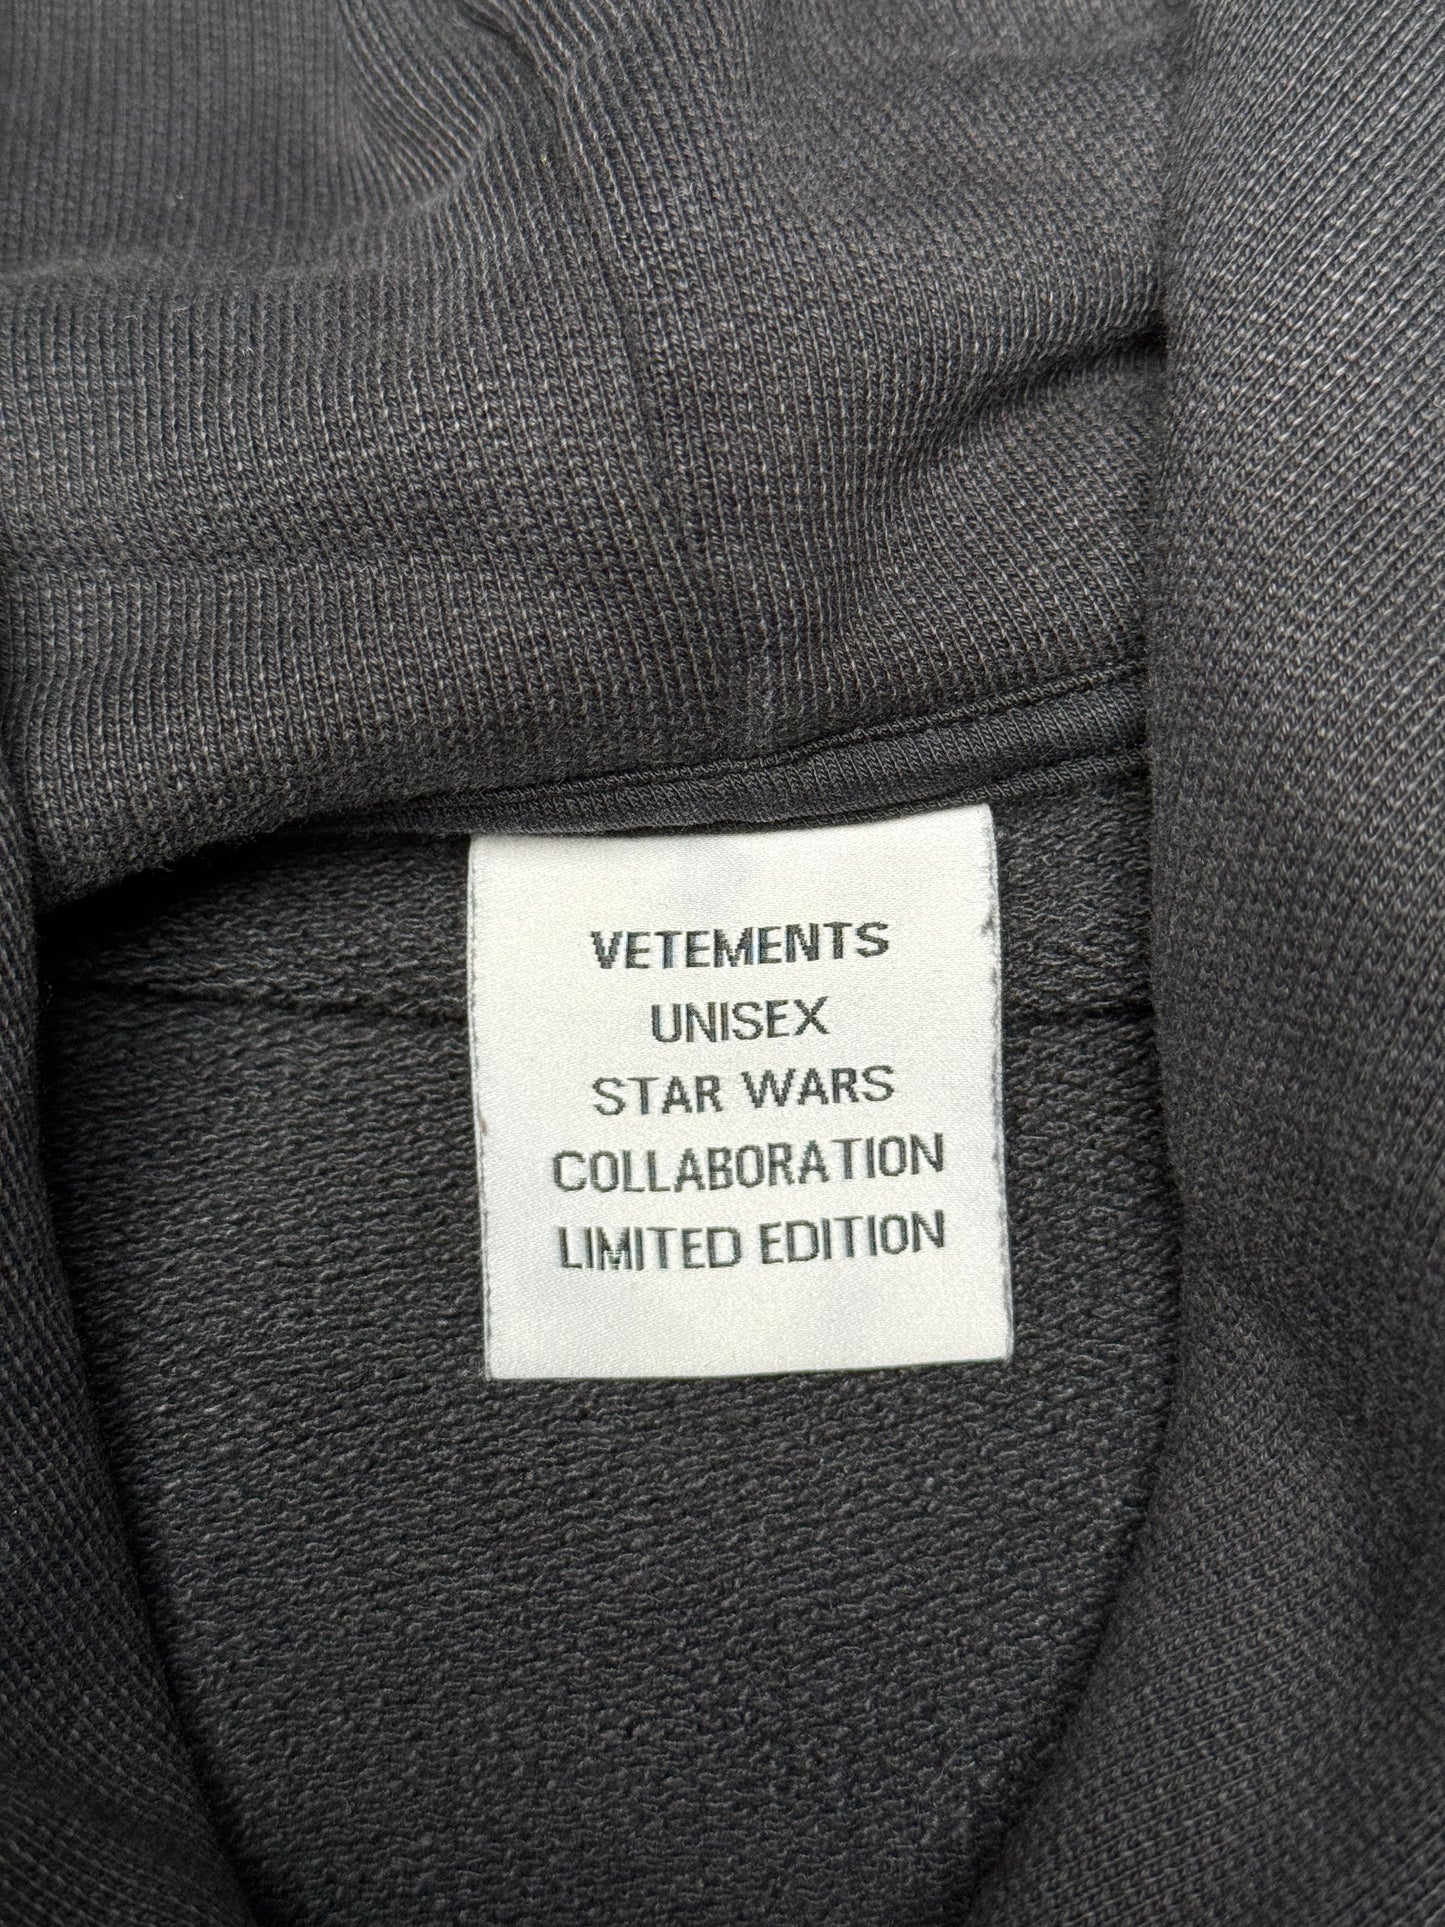 VETEMENTS
UNISEX
STAR WARS
COLLABORATION
LIMITED EDITION